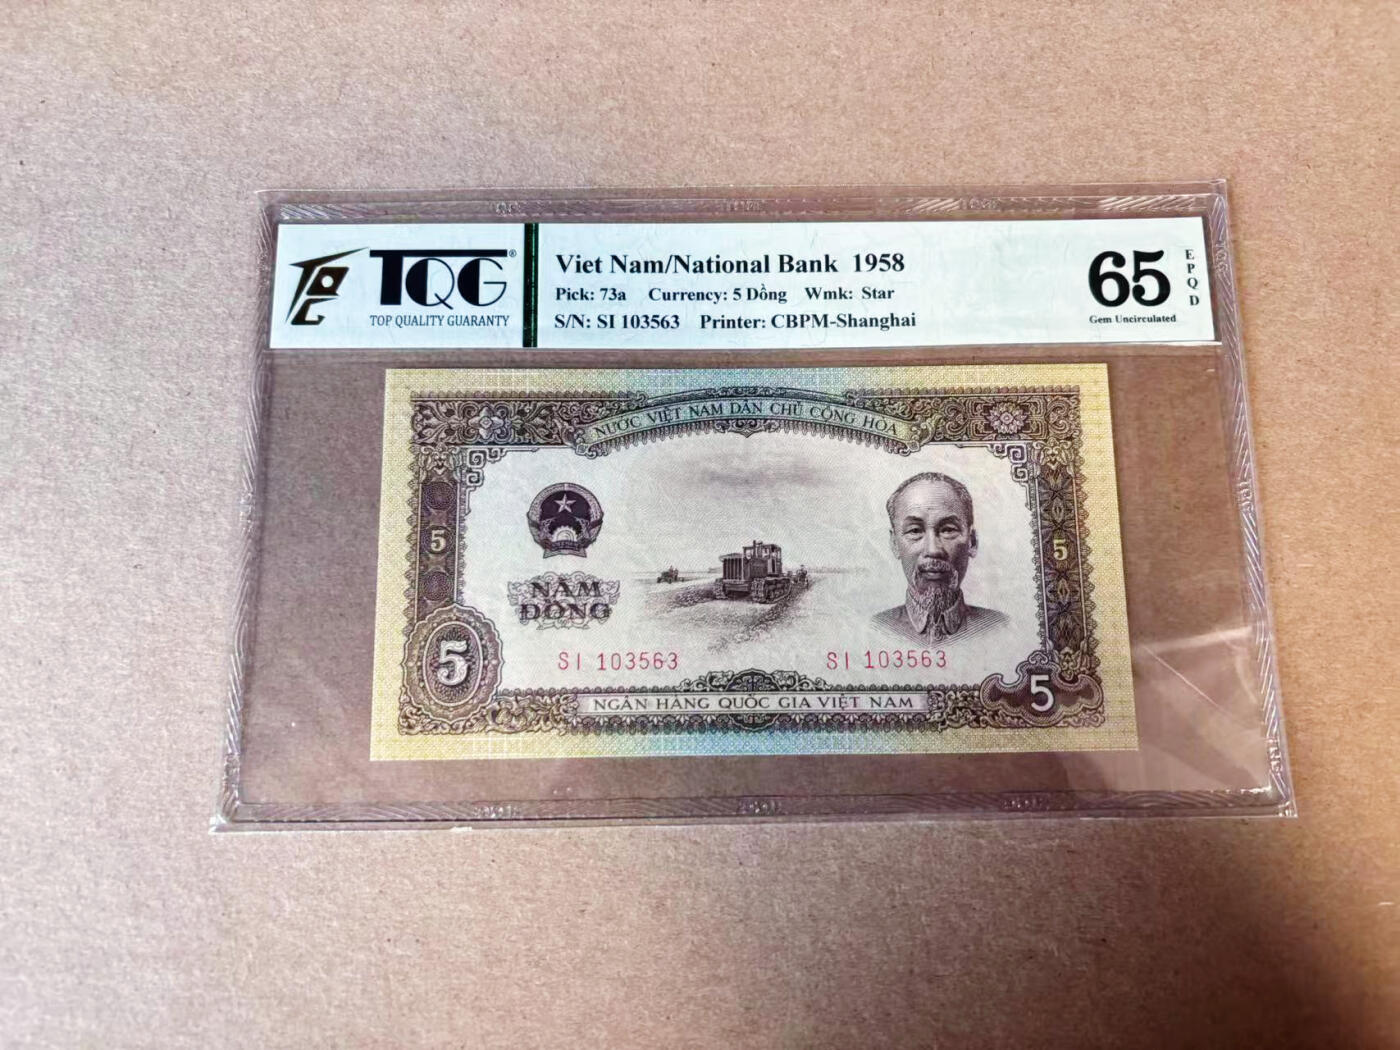 TQG®
TOP QUALITY GUARANTY
Viet Nam/National Bank 1958
Pick: 73a Currency: 5 Dồng Wmk: Star
S/N: SI 103563 Printer: CBPM-Shanghai
65
EPQD
Gem Uncirculated
NƯỚC VIỆT NAM DÂN CHỦ CỘNG HÒA
5
5
NĂM
ĐỒNG
5
SI 103563
SI 103563
5
NGÂN HÀNG QUỐC GIA VIỆT NAM